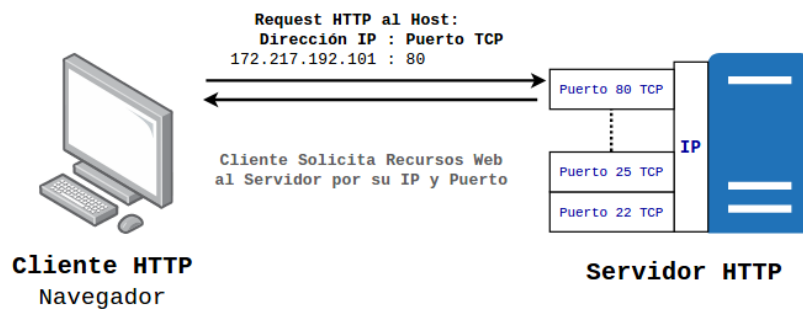 Request HTTP al Host:
Dirección IP : Puerto TCP
172.217.192.101 : 80
Puerto 80 TCP
IP
Cliente Solicita Recursos Web
al Servidor por su IP y Puerto
Puerto 25 TCP
Puerto 22 TCP
Cliente HTTP
Navegador
Servidor HTTP